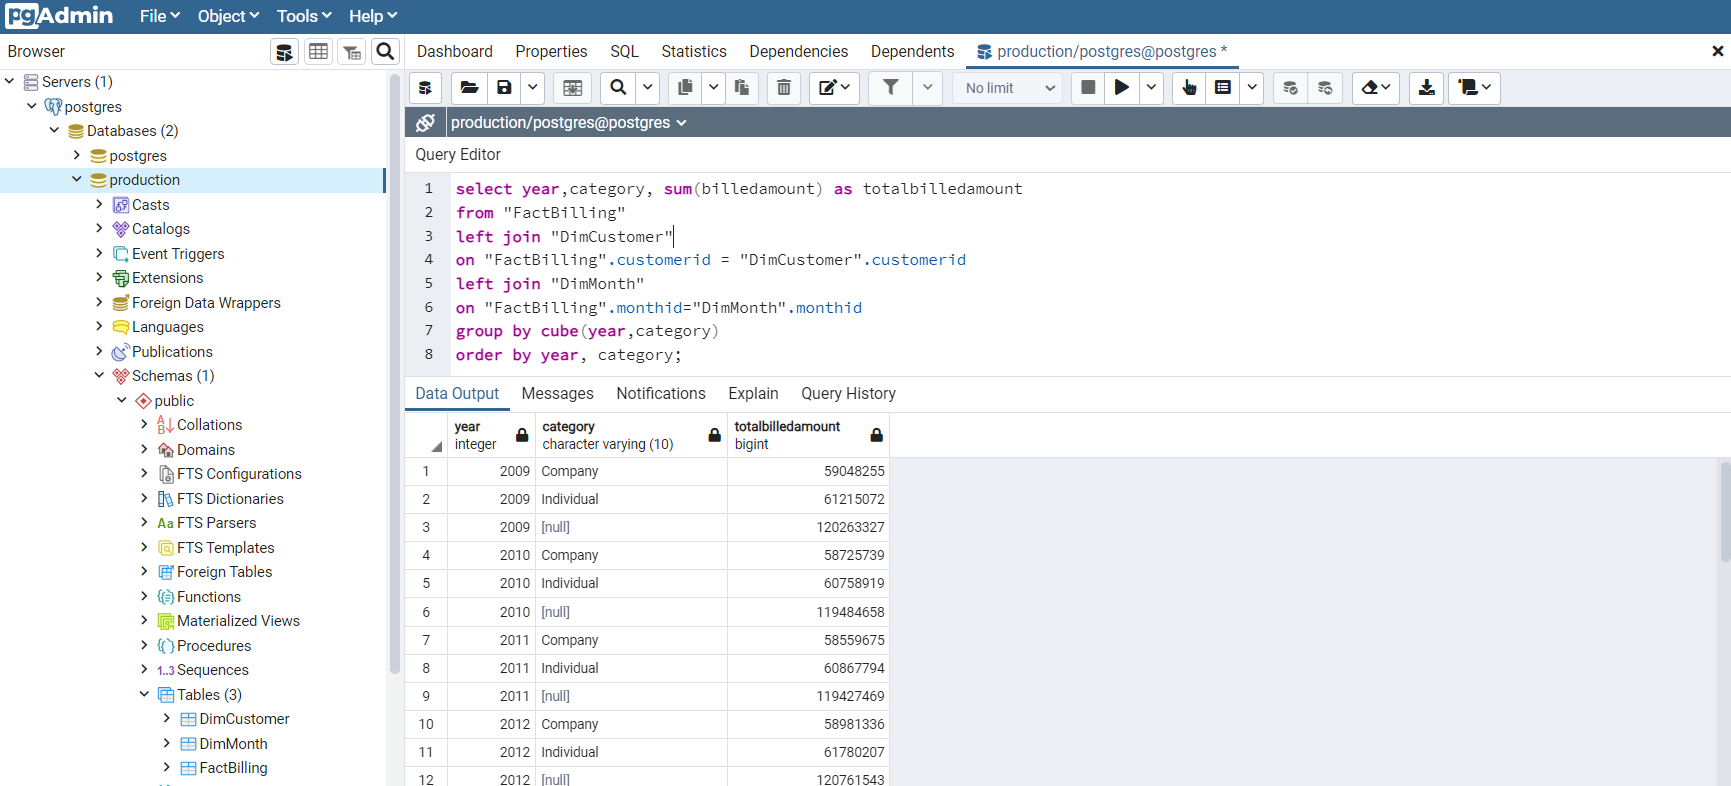 pgAdmin File Object Tools Help
Browser
Dashboard Properties SQL Statistics Dependencies Dependents production/postgres@postgres *
Servers (1)
postgres
Databases (2)
postgres
production
Casts
Catalogs
Event Triggers
Extensions
Foreign Data Wrappers
Languages
Publications
Schemas (1)
public
Collations
Domains
FTS Configurations
FTS Dictionaries
Aa FTS Parsers
FTS Templates
Foreign Tables
Functions
Materialized Views
Procedures
1..3 Sequences
Tables (3)
DimCustomer
DimMonth
FactBilling
No limit
production/postgres@postgres
Query Editor
1 select year,category, sum(billedamount) as totalbilledamount
2 from "FactBilling"
3 left join "DimCustomer"
4 on "FactBilling".customerid = "DimCustomer".customerid
5 left join "DimMonth"
6 on "FactBilling".monthid="DimMonth".monthid
7 group by cube(year,category)
8 order by year, category;
Data Output Messages Notifications Explain Query History
year category totalbilledamount
integer character varying (10) bigint
1 2009 Company 59048255
2 2009 Individual 61215072
3 2009 [null] 120263327
4 2010 Company 58725739
5 2010 Individual 60758919
6 2010 [null] 119484658
7 2011 Company 58559675
8 2011 Individual 60867794
9 2011 [null] 119427469
10 2012 Company 58981336
11 2012 Individual 61780207
12 2012 [null] 120761543